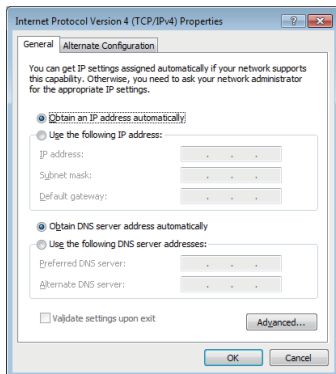 Internet Protocol Version 4 (TCP/IPv4) Properties
General
Alternate Configuration
You can get IP settings assigned automatically if your network supports
this capability. Otherwise, you need to ask your network administrator
for the appropriate IP settings.
Obtain an IP address automatically
Use the following IP address:
IP address:
Subnet mask:
Default gateway:
Obtain DNS server address automatically
Use the following DNS server addresses:
Preferred DNS server:
Alternate DNS server:
Validate settings upon exit
Advanced...
OK
Cancel